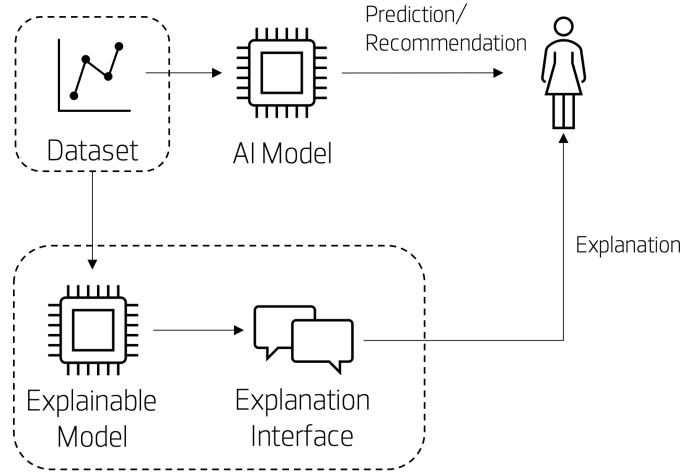 Prediction/
Recommendation
Dataset
AI Model
Explanation
Explainable
Model
Explanation
Interface